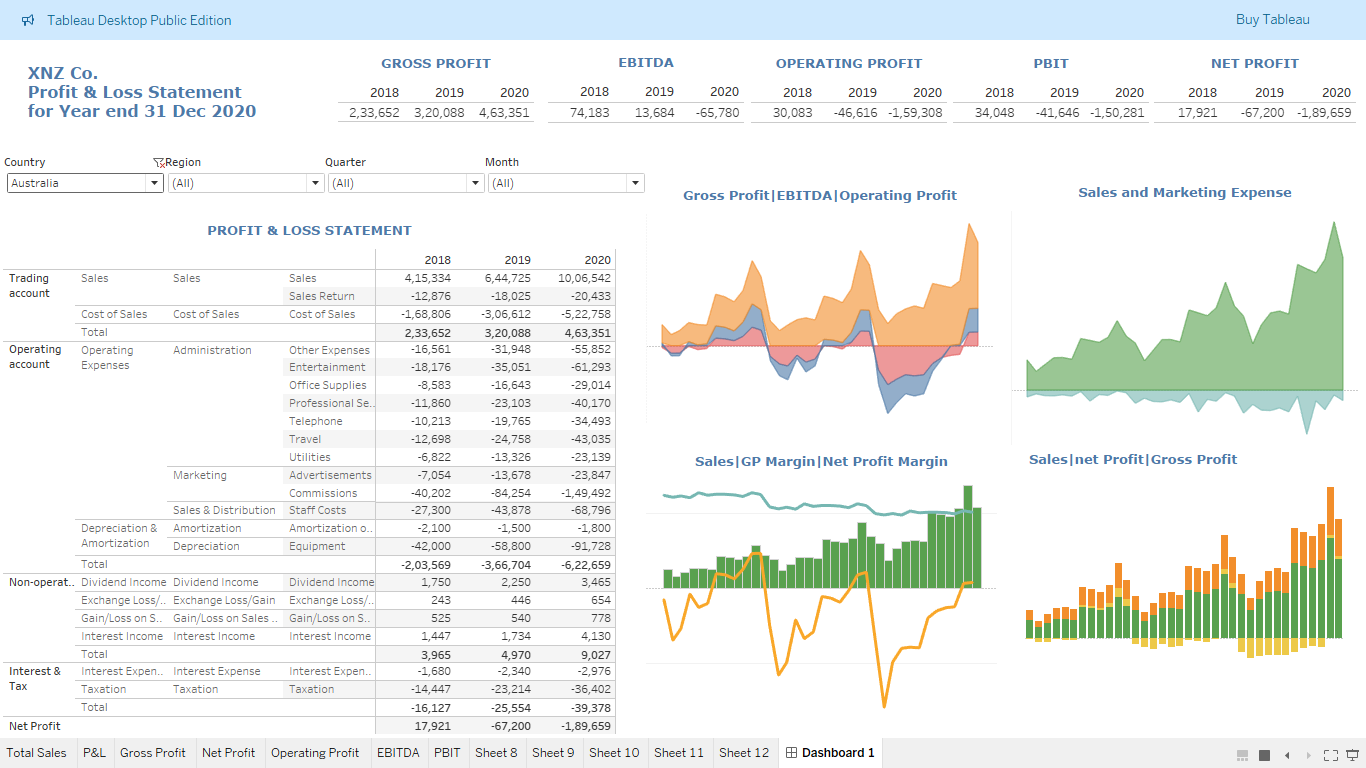 Tableau Desktop Public Edition
Buy Tableau
XNZ Co.
Profit & Loss Statement
for Year end 31 Dec 2020
GROSS PROFIT
2018 2019 2020
2,33,652 3,20,088 4,63,351
EBITDA
2018 2019 2020
74,183 13,684 -65,780
OPERATING PROFIT
2018 2019 2020
30,083 -46,616 -1,59,308
PBIT
2018 2019 2020
34,048 -41,646 -1,50,281
NET PROFIT
2018 2019 2020
17,921 -67,200 -1,89,659
Country Region Quarter Month
Australia (All) (All) (All)
PROFIT & LOSS STATEMENT
2018 2019 2020
Trading account Sales Sales Sales 4,15,334 6,44,725 10,06,542
Sales Return -12,876 -18,025 -20,433
Cost of Sales Cost of Sales Cost of Sales -1,68,806 -3,06,612 -5,22,758
Total 2,33,652 3,20,088 4,63,351
Operating account Operating Expenses Administration Other Expenses -16,561 -31,948 -55,852
Entertainment -18,176 -35,051 -61,293
Office Supplies -8,583 -16,643 -29,014
Professional Se.. -11,860 -23,103 -40,170
Telephone -10,213 -19,765 -34,493
Travel -12,698 -24,758 -43,035
Utilities -6,822 -13,326 -23,139
Marketing Advertisements -7,054 -13,678 -23,847
Commissions -40,202 -84,254 -1,49,492
Sales & Distribution Staff Costs -27,300 -43,878 -68,796
Depreciation & Amortization Amortization Amortization o.. -2,100 -1,500 -1,800
Depreciation Equipment -42,000 -58,800 -91,728
Total -2,03,569 -3,66,704 -6,22,659
Non-operat.. Dividend Income Dividend Income Dividend Income 1,750 2,250 3,465
Exchange Loss/.. Exchange Loss/Gain Exchange Loss/.. 243 446 654
Gain/Loss on S.. Gain/Loss on Sales .. Gain/Loss on S.. 525 540 778
Interest Income Interest Income Interest Income 1,447 1,734 4,130
Total 3,965 4,970 9,027
Interest & Tax Interest Expen.. Interest Expense Interest Expen.. -1,680 -2,340 -2,976
Taxation Taxation Taxation -14,447 -23,214 -36,402
Total -16,127 -25,554 -39,378
Net Profit 17,921 -67,200 -1,89,659
Gross Profit|EBITDA|Operating Profit
Sales and Marketing Expense
Sales|GP Margin|Net Profit Margin
Sales|net Profit|Gross Profit
Total Sales P&L Gross Profit Net Profit Operating Profit EBITDA PBIT Sheet 8 Sheet 9 Sheet 10 Sheet 11 Sheet 12 Dashboard 1